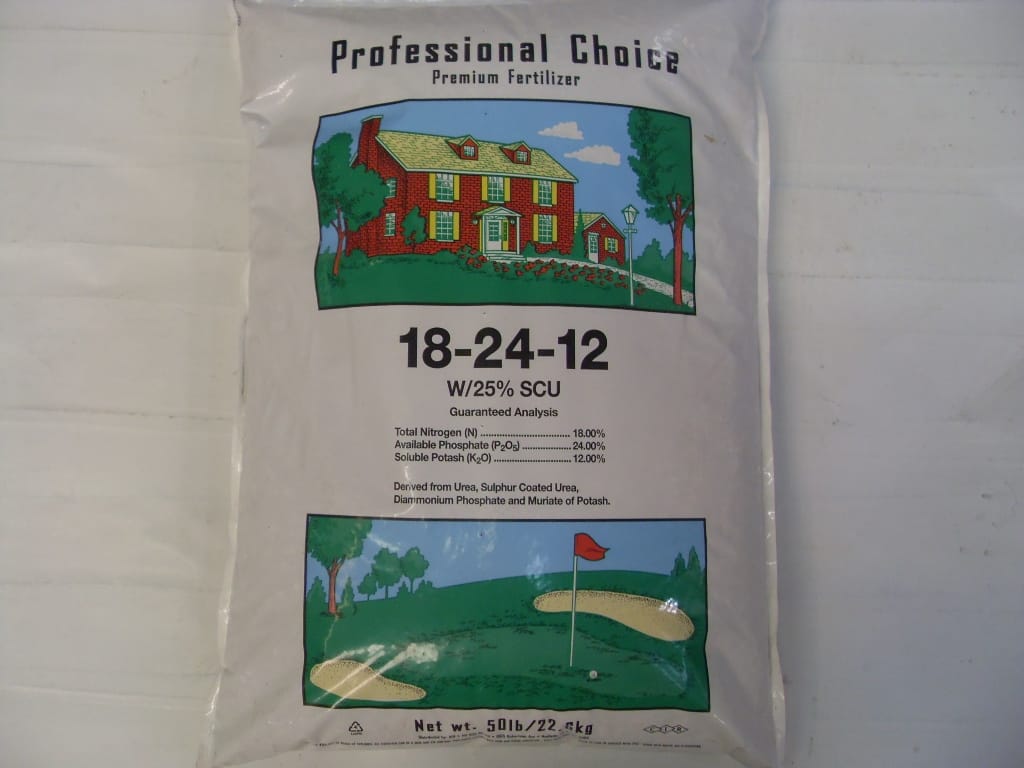 Professional Choice
Premium Fertilizer
18-24-12
W/25% SCU
Guaranteed Analysis
Total Nitrogen (N) ................................. 18.00%
Available Phosphate (P₂O₅) .................. 24.00%
Soluble Potash (K₂O) ............................ 12.00%
Derived from Urea, Sulphur Coated Urea,
Diammonium Phosphate and Muriate of Potash.
Net wt. 50lb/22.6kg